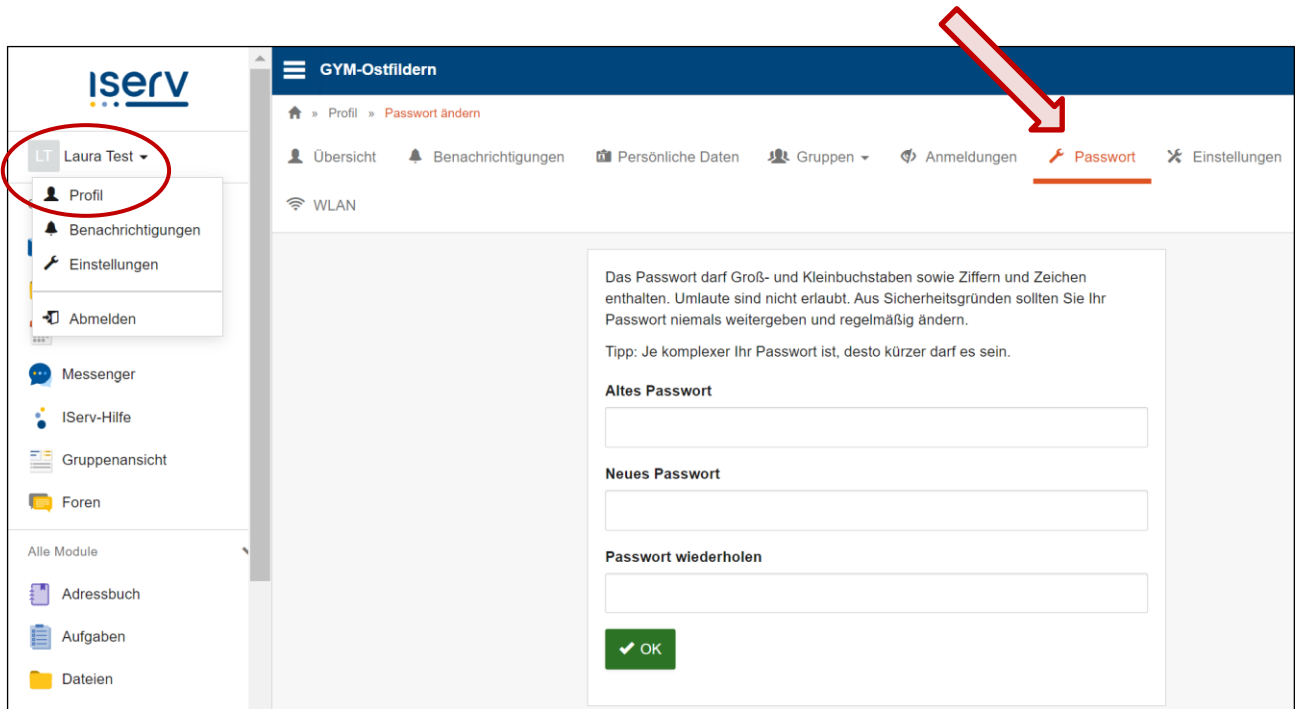 IServ
LT Laura Test
Profil
Benachrichtigungen
Einstellungen
Abmelden
Messenger
IServ-Hilfe
Gruppenansicht
Foren
Alle Module
Adressbuch
Aufgaben
Dateien
GYM-Ostfildern
» Profil » Passwort ändern
Übersicht Benachrichtigungen Persönliche Daten Gruppen Anmeldungen Passwort Einstellungen
WLAN
Das Passwort darf Groß- und Kleinbuchstaben sowie Ziffern und Zeichen
enthalten. Umlaute sind nicht erlaubt. Aus Sicherheitsgründen sollten Sie Ihr
Passwort niemals weitergeben und regelmäßig ändern.
Tipp: Je komplexer Ihr Passwort ist, desto kürzer darf es sein.
Altes Passwort
Neues Passwort
Passwort wiederholen
OK